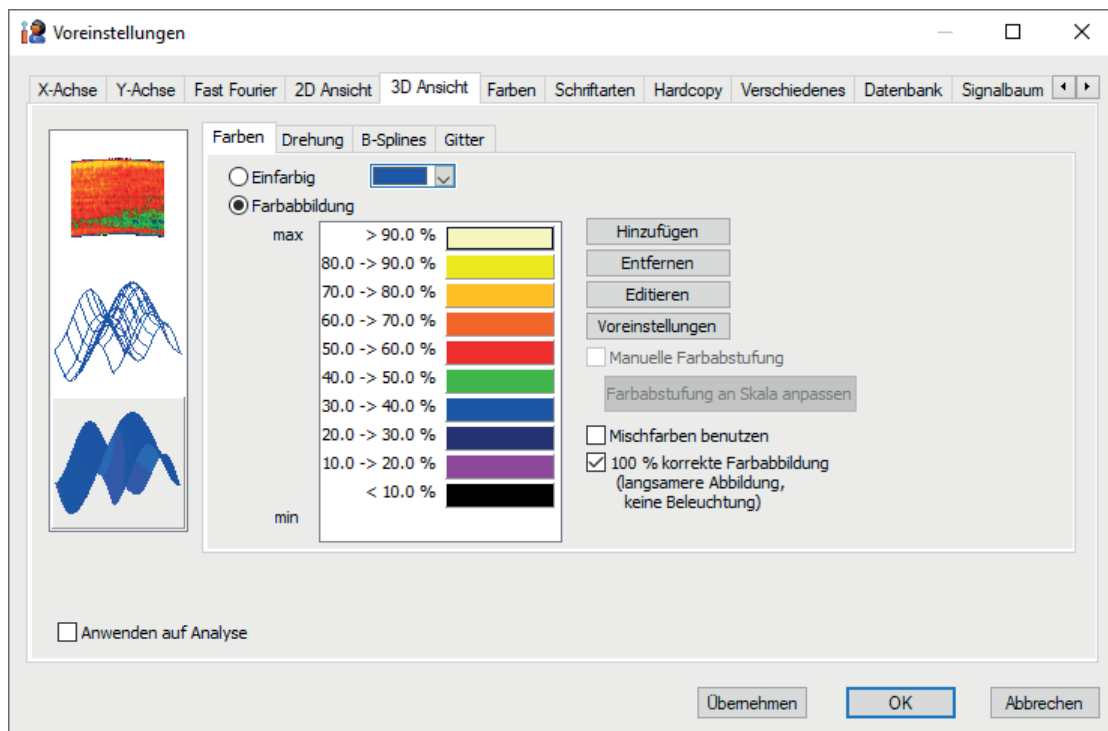 Voreinstellungen
X-Achse Y-Achse Fast Fourier 2D Ansicht 3D Ansicht Farben Schriftarten Hardcopy Verschiedenes Datenbank Signalbaum
Farben Drehung B-Splines Gitter
Einfarbig
Farbabbildung
max > 90.0 %
80.0 -> 90.0 %
70.0 -> 80.0 %
60.0 -> 70.0 %
50.0 -> 60.0 %
40.0 -> 50.0 %
30.0 -> 40.0 %
20.0 -> 30.0 %
10.0 -> 20.0 %
< 10.0 %
min
Hinzufügen
Entfernen
Editieren
Voreinstellungen
Manuelle Farbabstufung
Farbabstufung an Skala anpassen
Mischfarben benutzen
100 % korrekte Farbabbildung
(langsamere Abbildung,
keine Beleuchtung)
Anwenden auf Analyse
Übernehmen OK Abbrechen